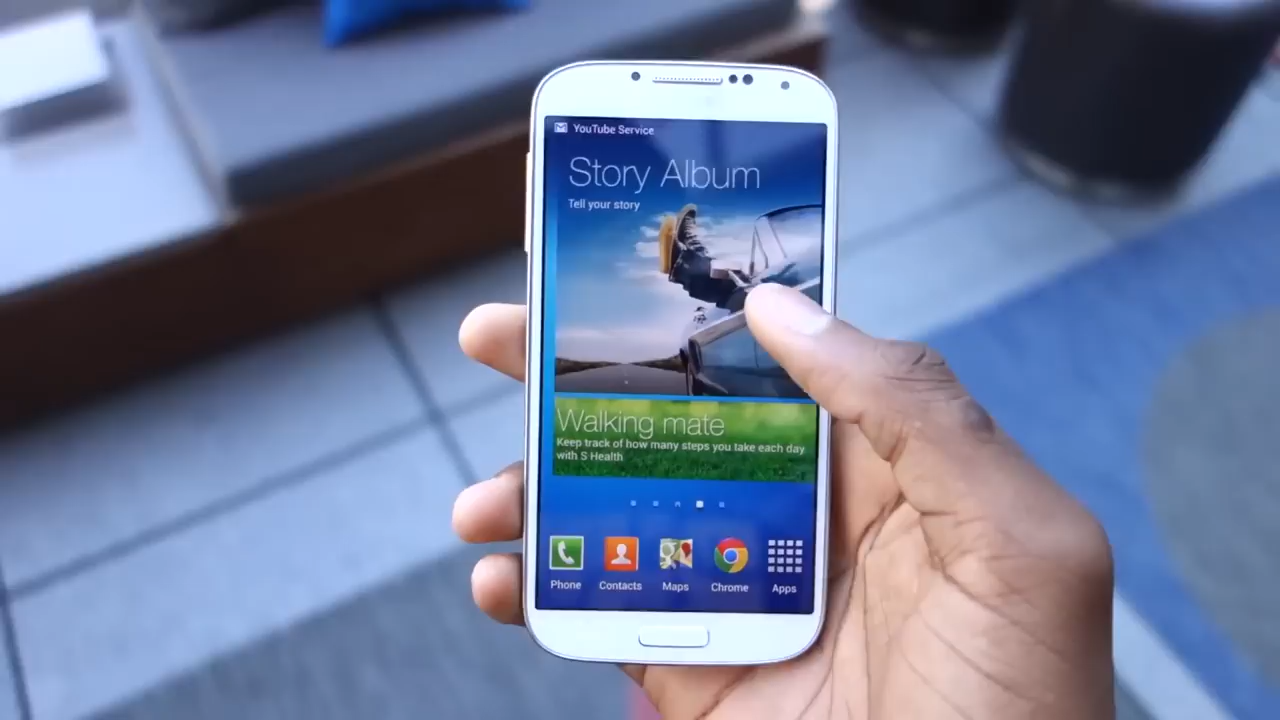 YouTube Service
Story Album
Tell your story
Walking mate
Keep track of how many steps you take each day
with S Health
Phone
Contacts
Maps
Chrome
Apps